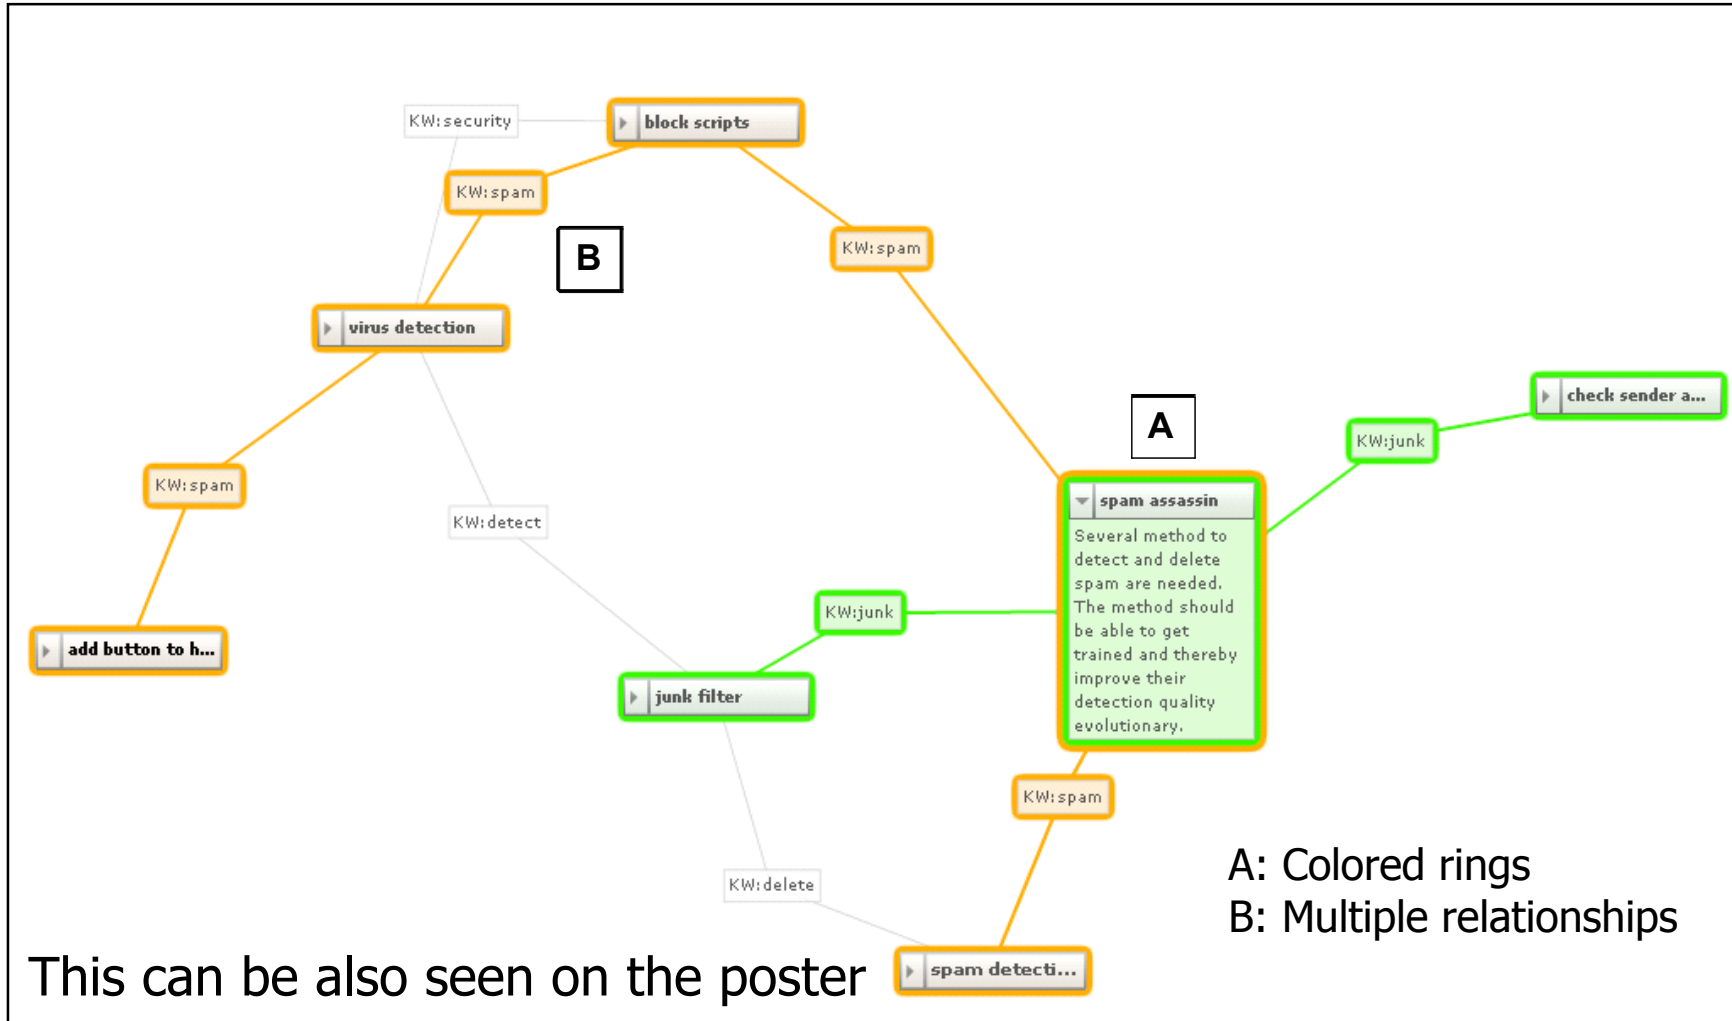 KW:security
block scripts
KW:spam
KW:spam
B
virus detection
check sender a...
A
KW:junk
KW:spam
spam assassin
Several method to
detect and delete
spam are needed.
The method should
be able to get
trained and thereby
improve their
detection quality
evolutionary.
KW:detect
KW:junk
add button to h...
junk filter
KW:spam
KW:delete
A: Colored rings
B: Multiple relationships
spam detecti...
This can be also seen on the poster